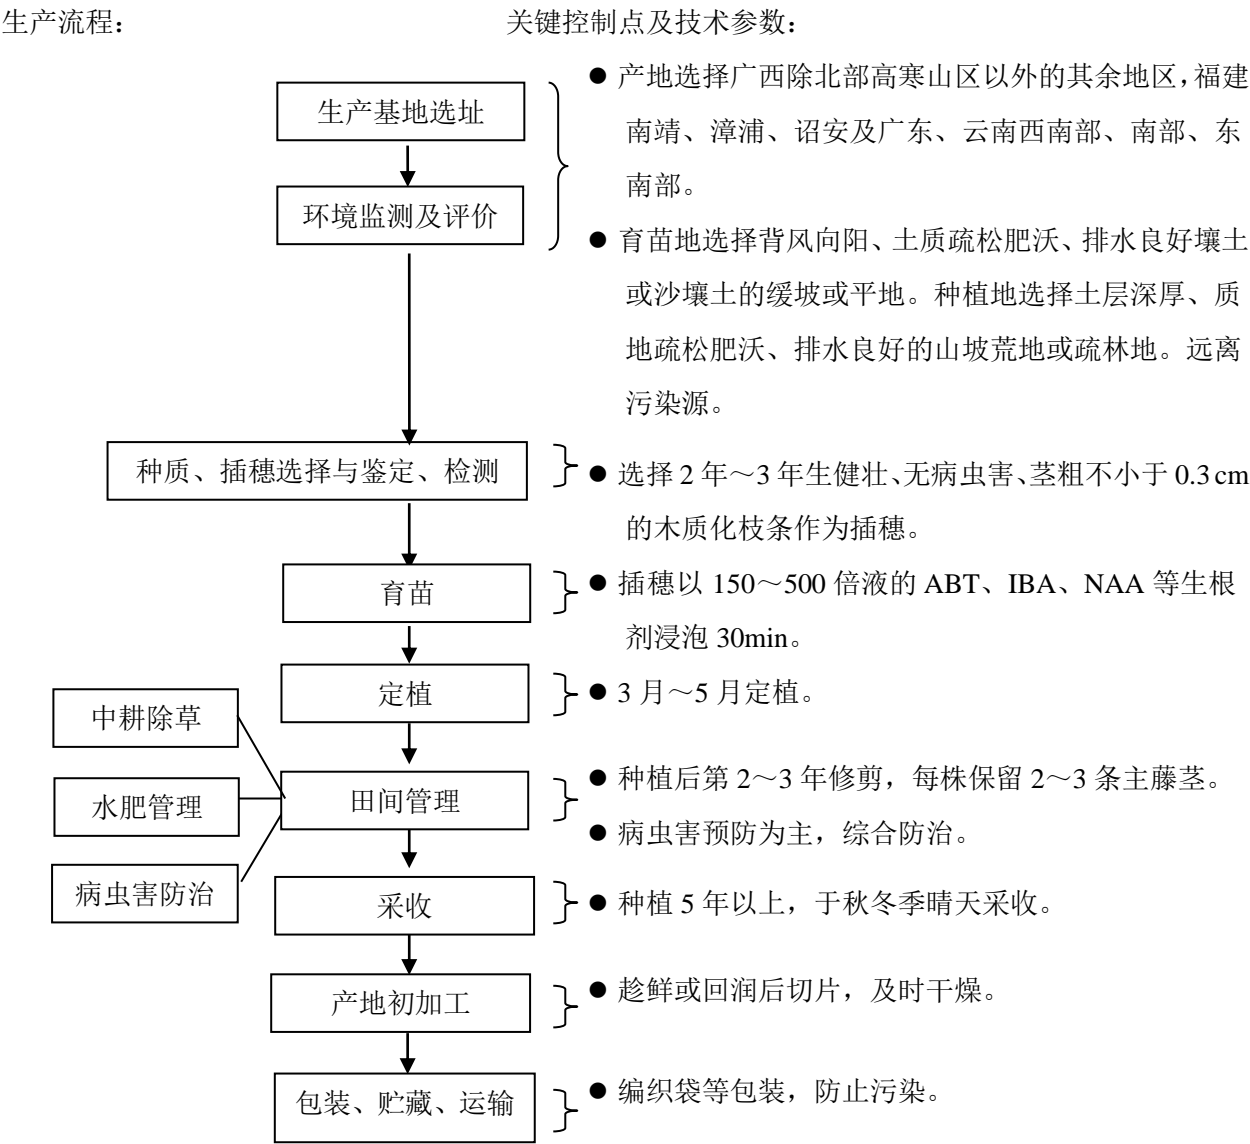 生产流程：
关键控制点及技术参数：
生产基地选址
环境监测及评价
● 产地选择广西除北部高寒山区以外的其余地区，福建
南靖、漳浦、诏安及广东、云南西南部、南部、东
南部。
● 育苗地选择背风向阳、土质疏松肥沃、排水良好壤土
或沙壤土的缓坡或平地。种植地选择土层深厚、质
地疏松肥沃、排水良好的山坡荒地或疏林地。远离
污染源。
种质、插穗选择与鉴定、检测
● 选择 2 年～3 年生健壮、无病虫害、茎粗不小于 0.3 cm
的木质化枝条作为插穗。
育苗
● 插穗以 150～500 倍液的 ABT、IBA、NAA 等生根
剂浸泡 30min。
定植
● 3 月～5 月定植。
中耕除草
水肥管理
病虫害防治
田间管理
● 种植后第 2～3 年修剪，每株保留 2～3 条主藤茎。
● 病虫害预防为主，综合防治。
采收
● 种植 5 年以上，于秋冬季晴天采收。
产地初加工
● 趁鲜或回润后切片，及时干燥。
包装、贮藏、运输
● 编织袋等包装，防止污染。